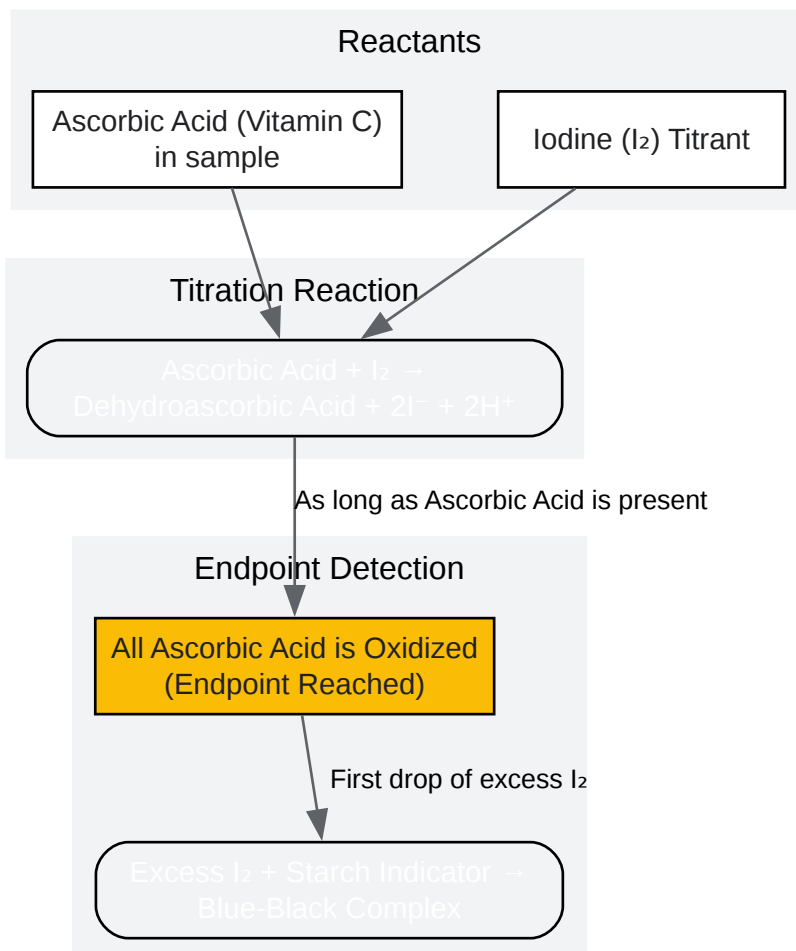 Reactants
Ascorbic Acid (Vitamin C)
in sample
Iodine (I₂) Titrant
Titration Reaction
Ascorbic Acid + I₂ →
Dehydroascorbic Acid + 2I⁻ + 2H⁺
As long as Ascorbic Acid is present
Endpoint Detection
All Ascorbic Acid is Oxidized
(Endpoint Reached)
First drop of excess I₂
Excess I₂ + Starch Indicator →
Blue-Black Complex